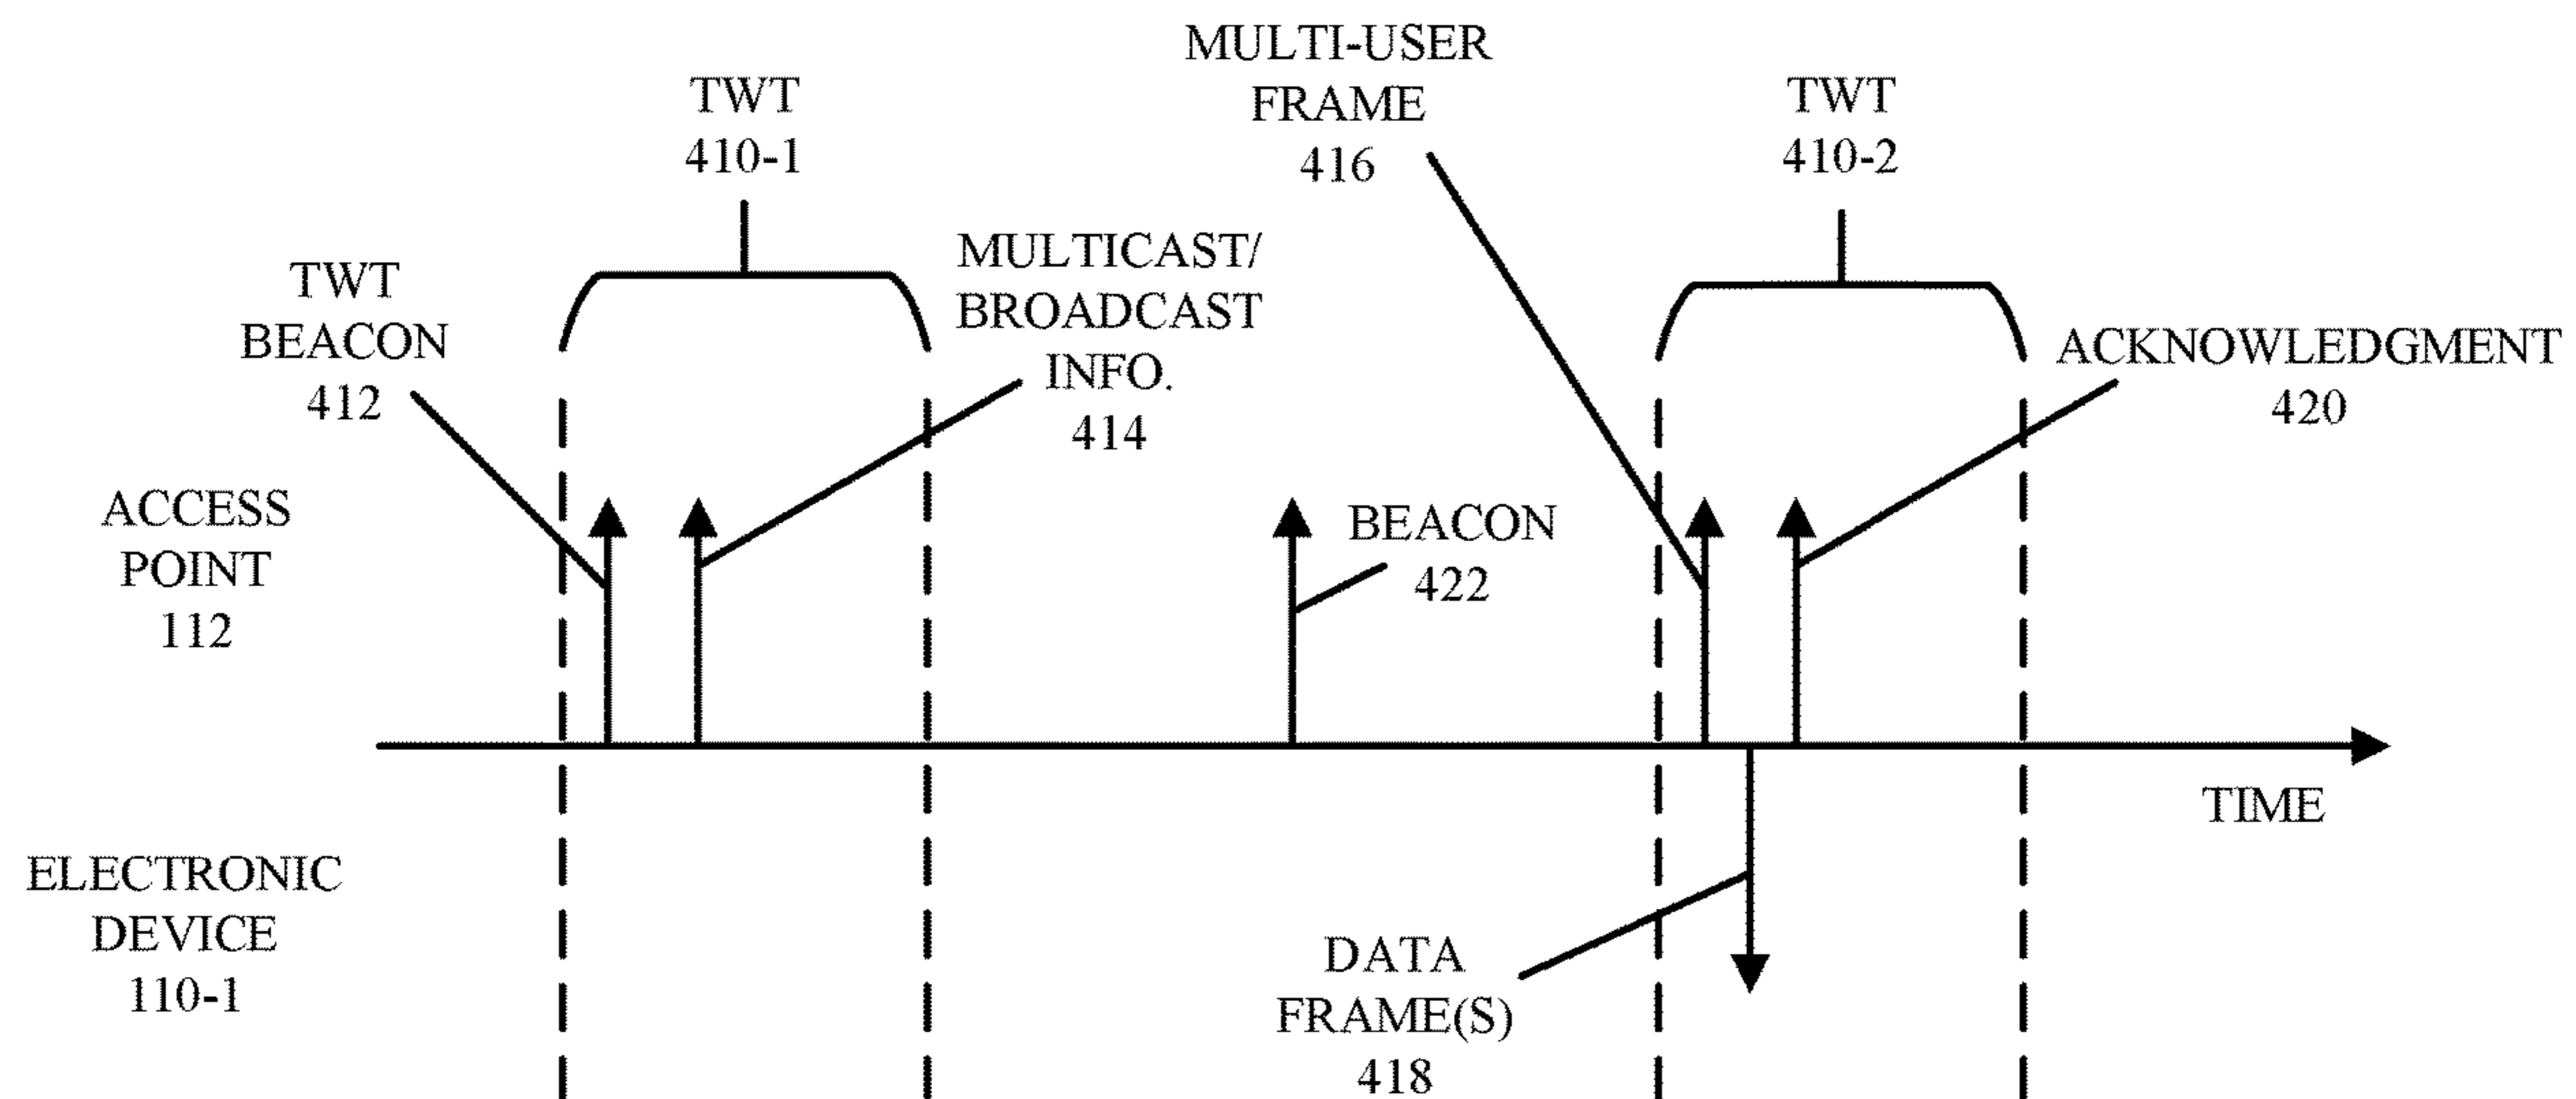 MULTI-USER
FRAME
416
TWT
410-1
TWT
410-2
TWT
BEACON
412
MULTICAST/
BROADCAST
INFO.
414
ACKNOWLEDGMENT
420
ACCESS
POINT
112
BEACON
422
TIME
ELECTRONIC
DEVICE
110-1
DATA
FRAME(S)
418